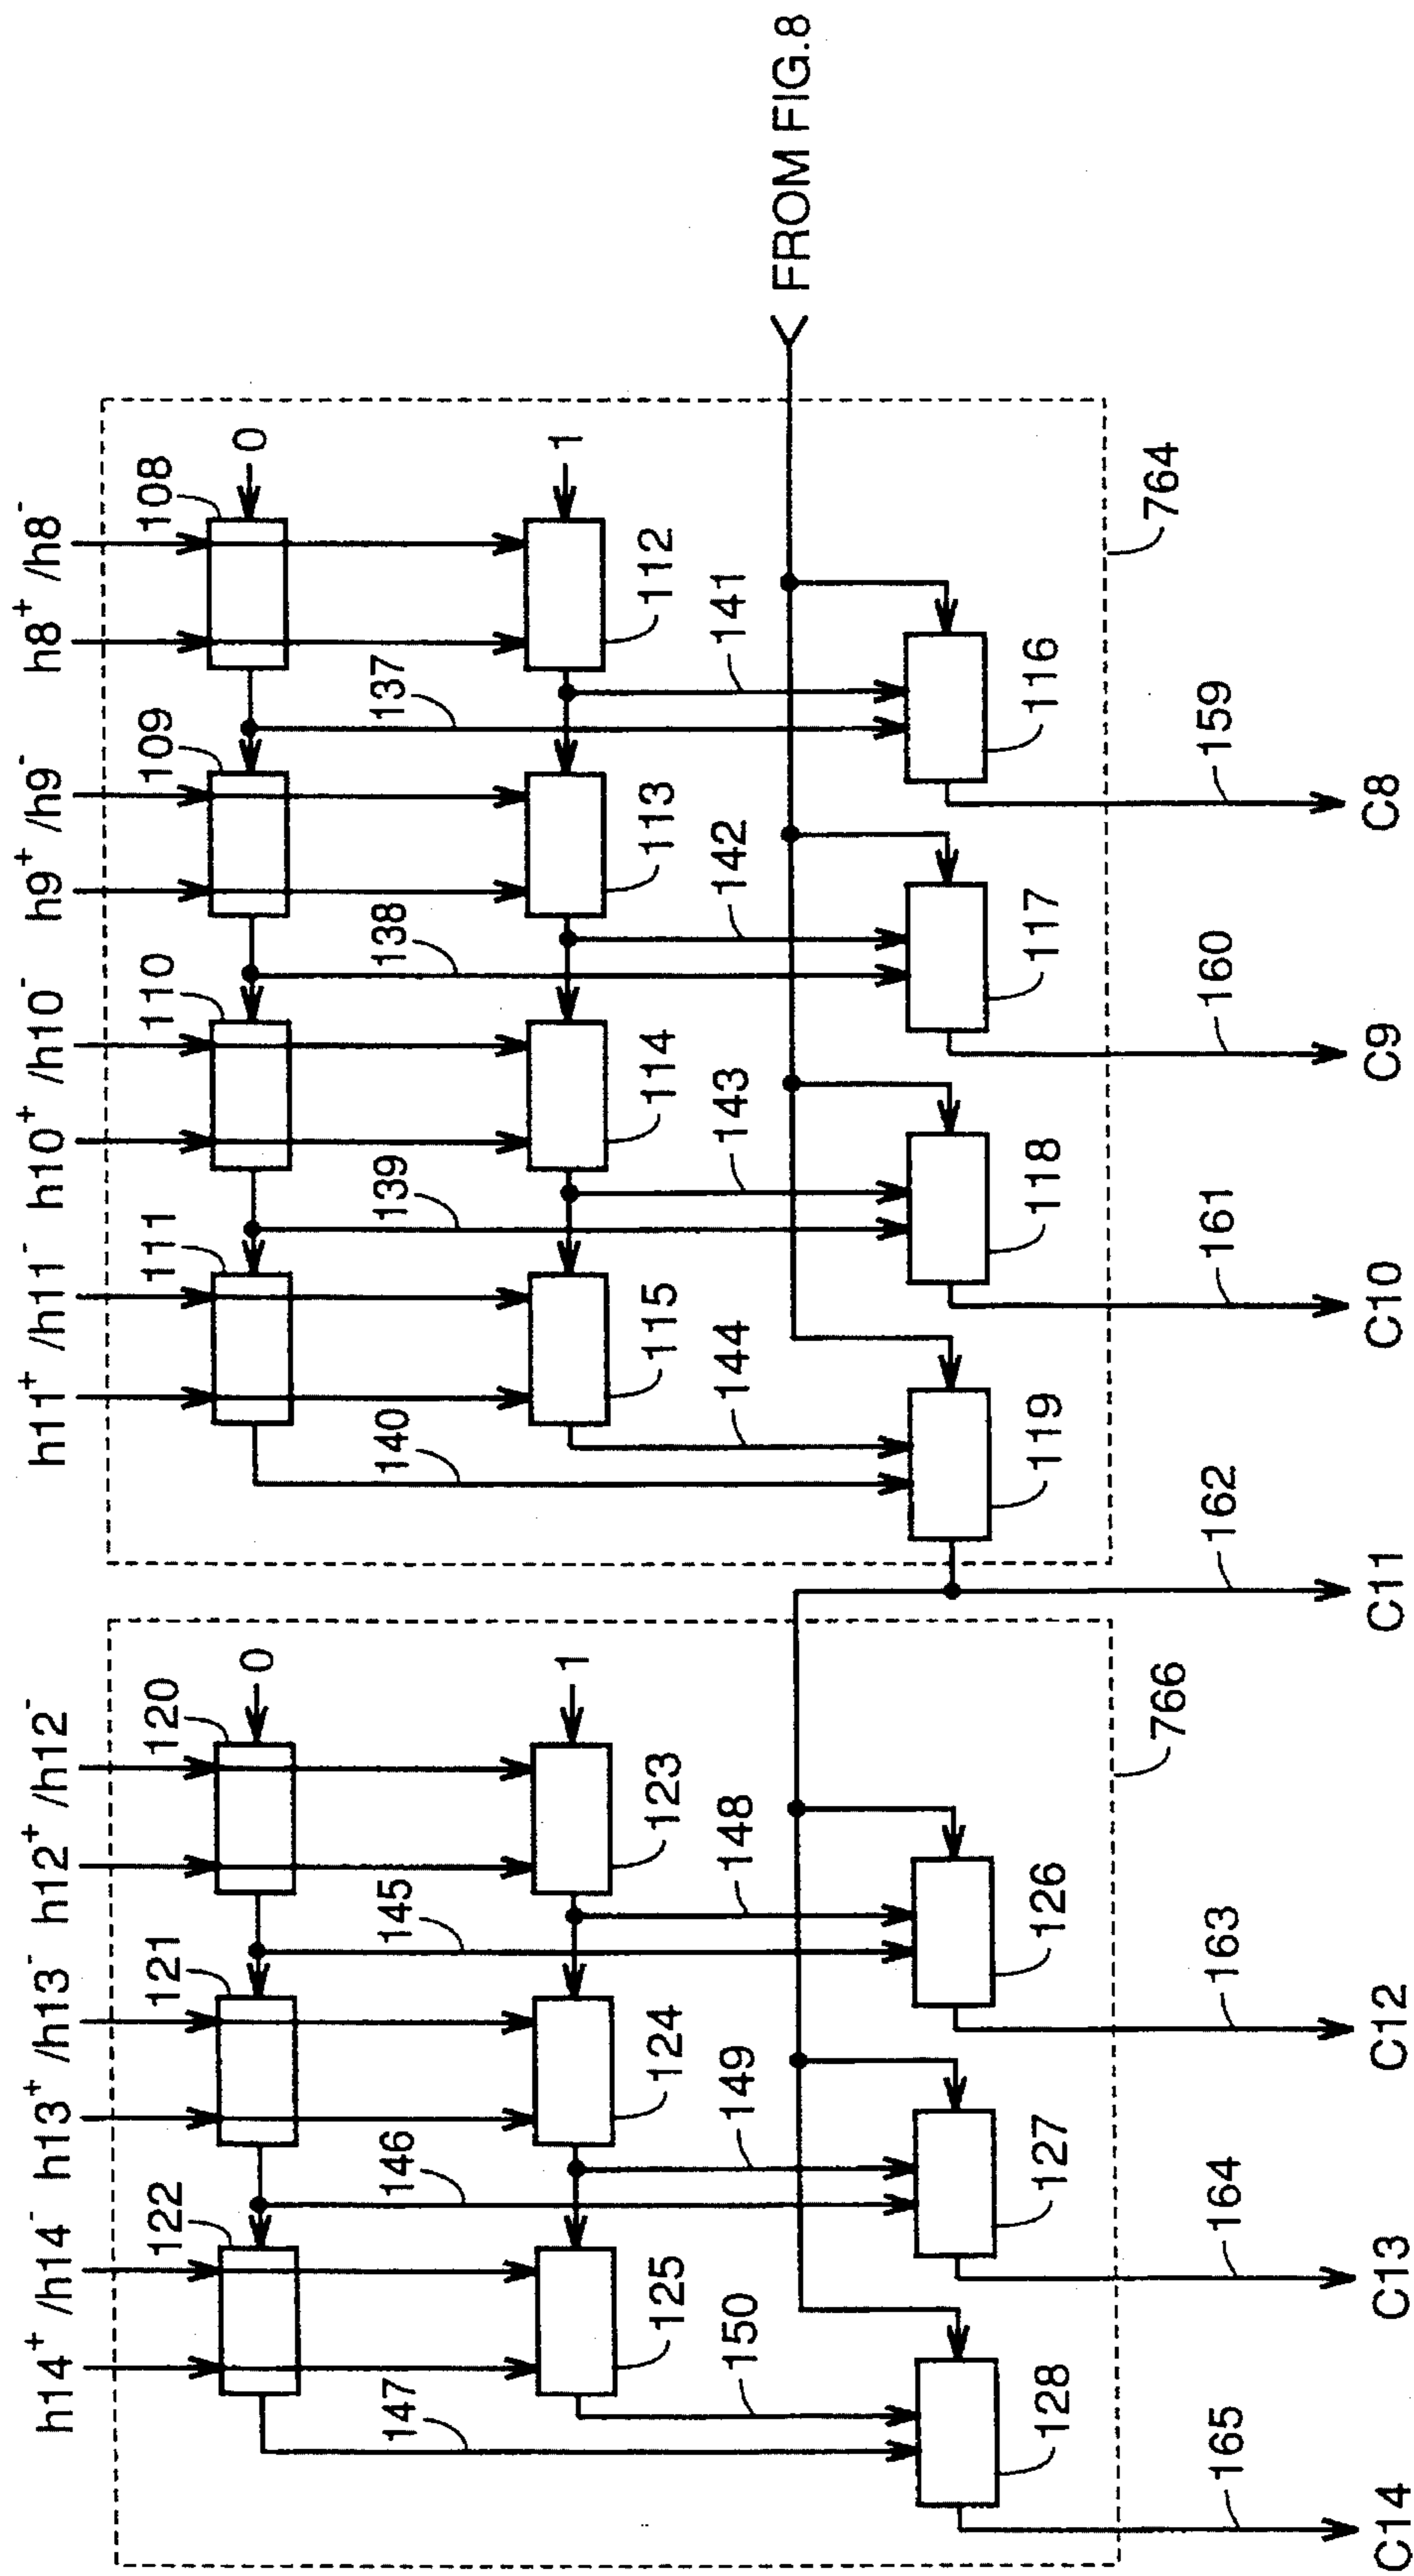 h14⁺/h14⁻ h13⁺/h13⁻ h12⁺/h12⁻ h11⁺/h11⁻ h10⁺/h10⁻ h9⁺/h9⁻ h8⁺/h8⁻
122 121 120 0 111 110 109 108 0
147 146 145 140 139 138 137
125 124 123 1 115 114 113 112 1
150 149 148 144 143 142 141
FROM FIG.8
128 127 126 119 118 117 116
766 764
165 164 163 162 161 160 159
C14 C13 C12 C11 C10 C9 C8